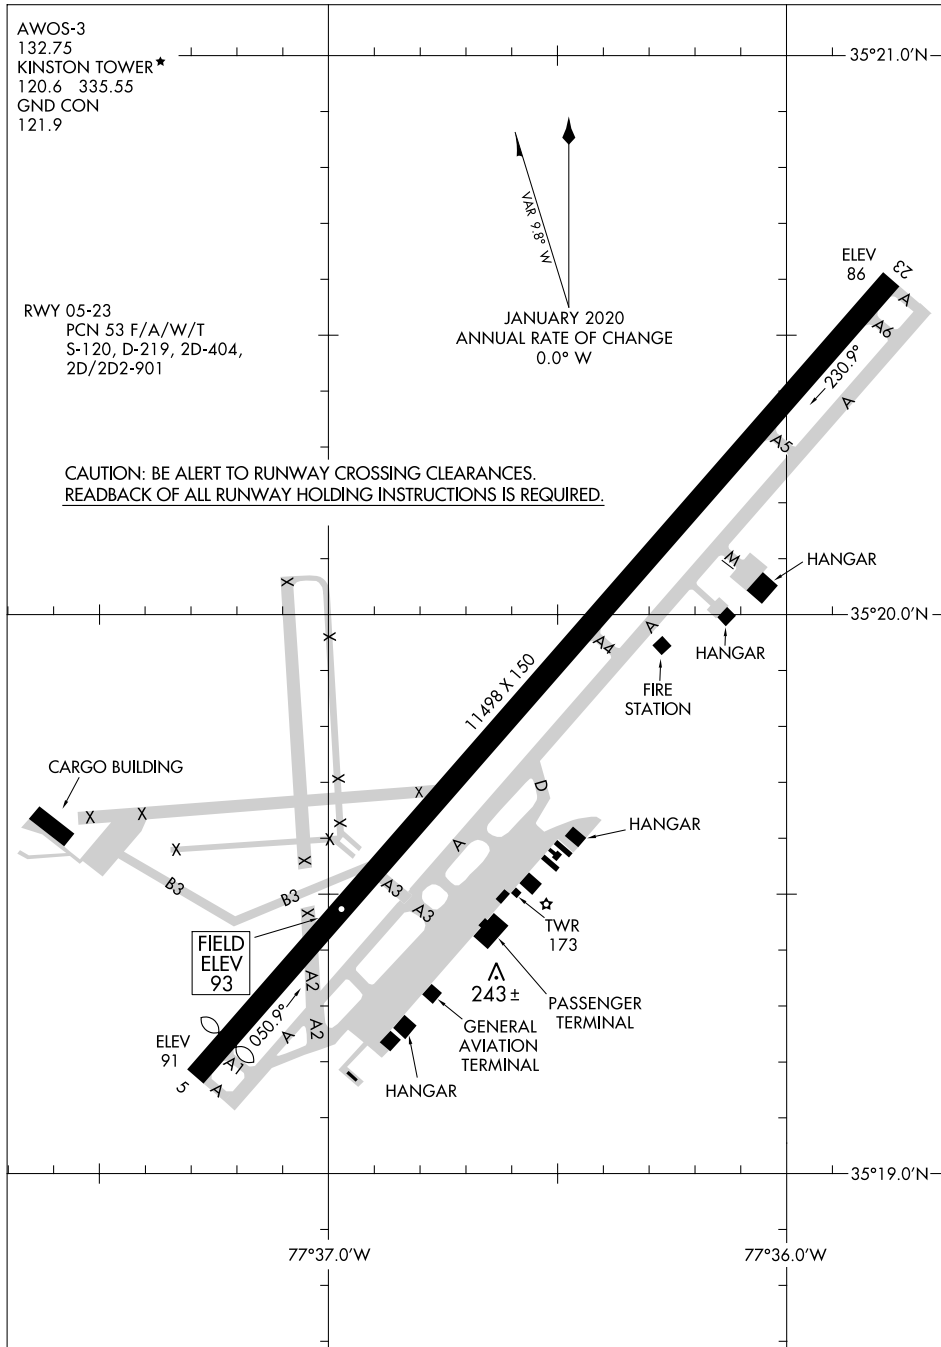 AWOS-3
132.75
KINSTON TOWER★
120.6 335.55
GND CON
121.9
35°21.0'N
VAR 9.8° W
JANUARY 2020
ANNUAL RATE OF CHANGE
0.0° W
ELEV
86
23
A
A6
230.9°
A
A5
RWY 05-23
PCN 53 F/A/W/T
S-120, D-219, 2D-404,
2D/2D2-901
CAUTION: BE ALERT TO RUNWAY CROSSING CLEARANCES.
READBACK OF ALL RUNWAY HOLDING INSTRUCTIONS IS REQUIRED.
M
HANGAR
X
35°20.0'N
X
A
A4
HANGAR
FIRE
STATION
11498 X 150
CARGO BUILDING
X
D
X
X
X
X
HANGAR
X
X
A
X
B3
B3
A3
A3
X
TWR
173
FIELD
ELEV
93
A2
243±
PASSENGER
TERMINAL
050.9°
A2
A
GENERAL
AVIATION
TERMINAL
ELEV
91
A1
5
A
HANGAR
35°19.0'N
77°37.0'W
77°36.0'W